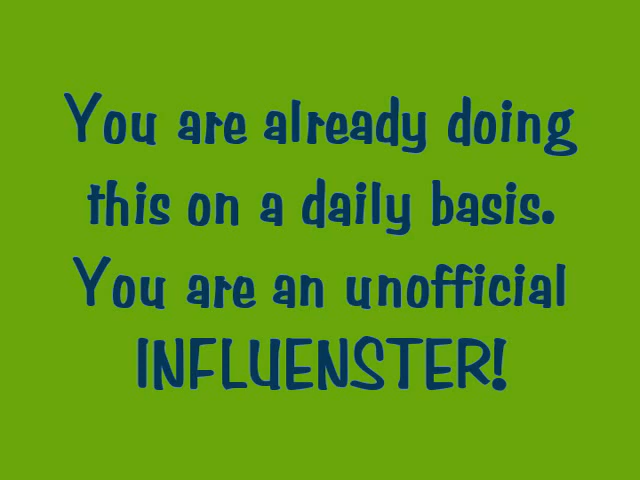 You are already doing
this on a daily basis.
You are an unofficial
INFLUENSTER!